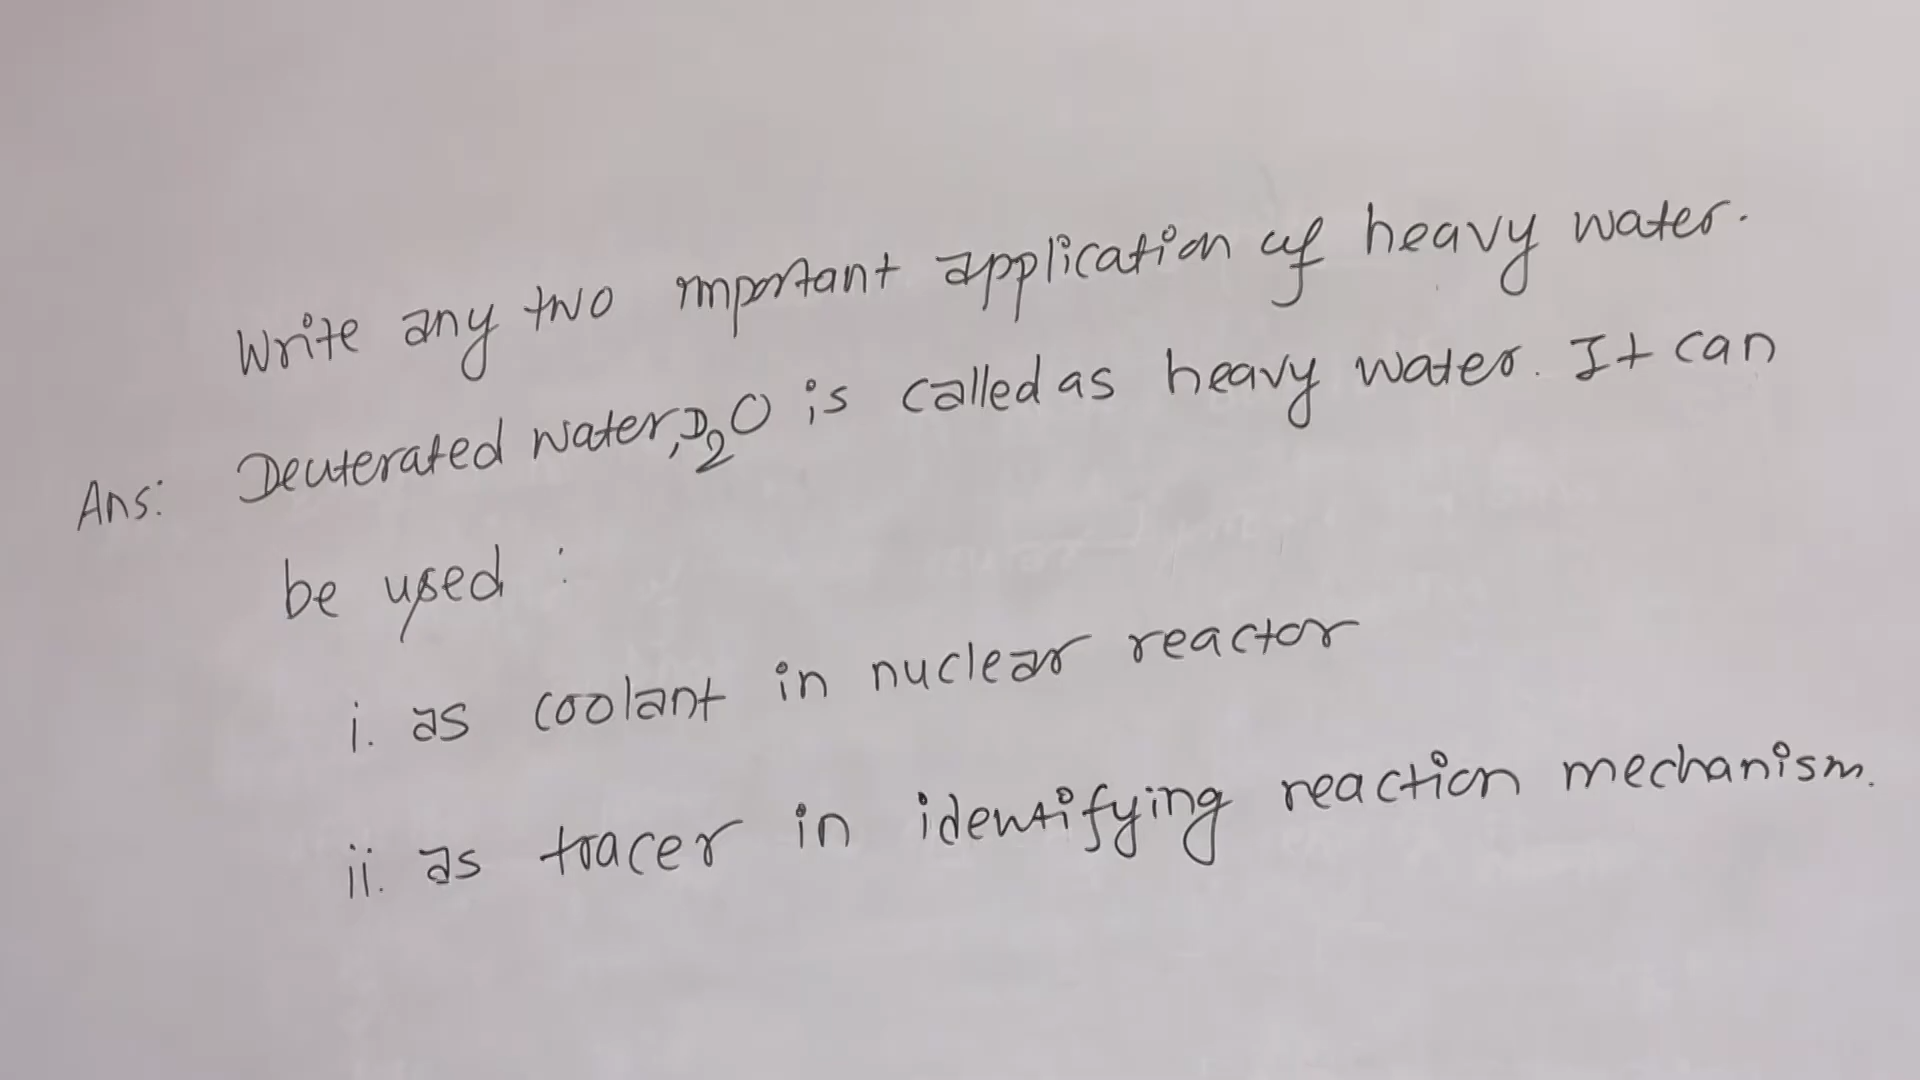 Write any two mportant application of heavy water.
Ans: Deuterated water, D₂O is called as heavy water. It can
be used :
i. as coolant in nuclear reactor
ii. as tracer in identifying reaction mechanism.